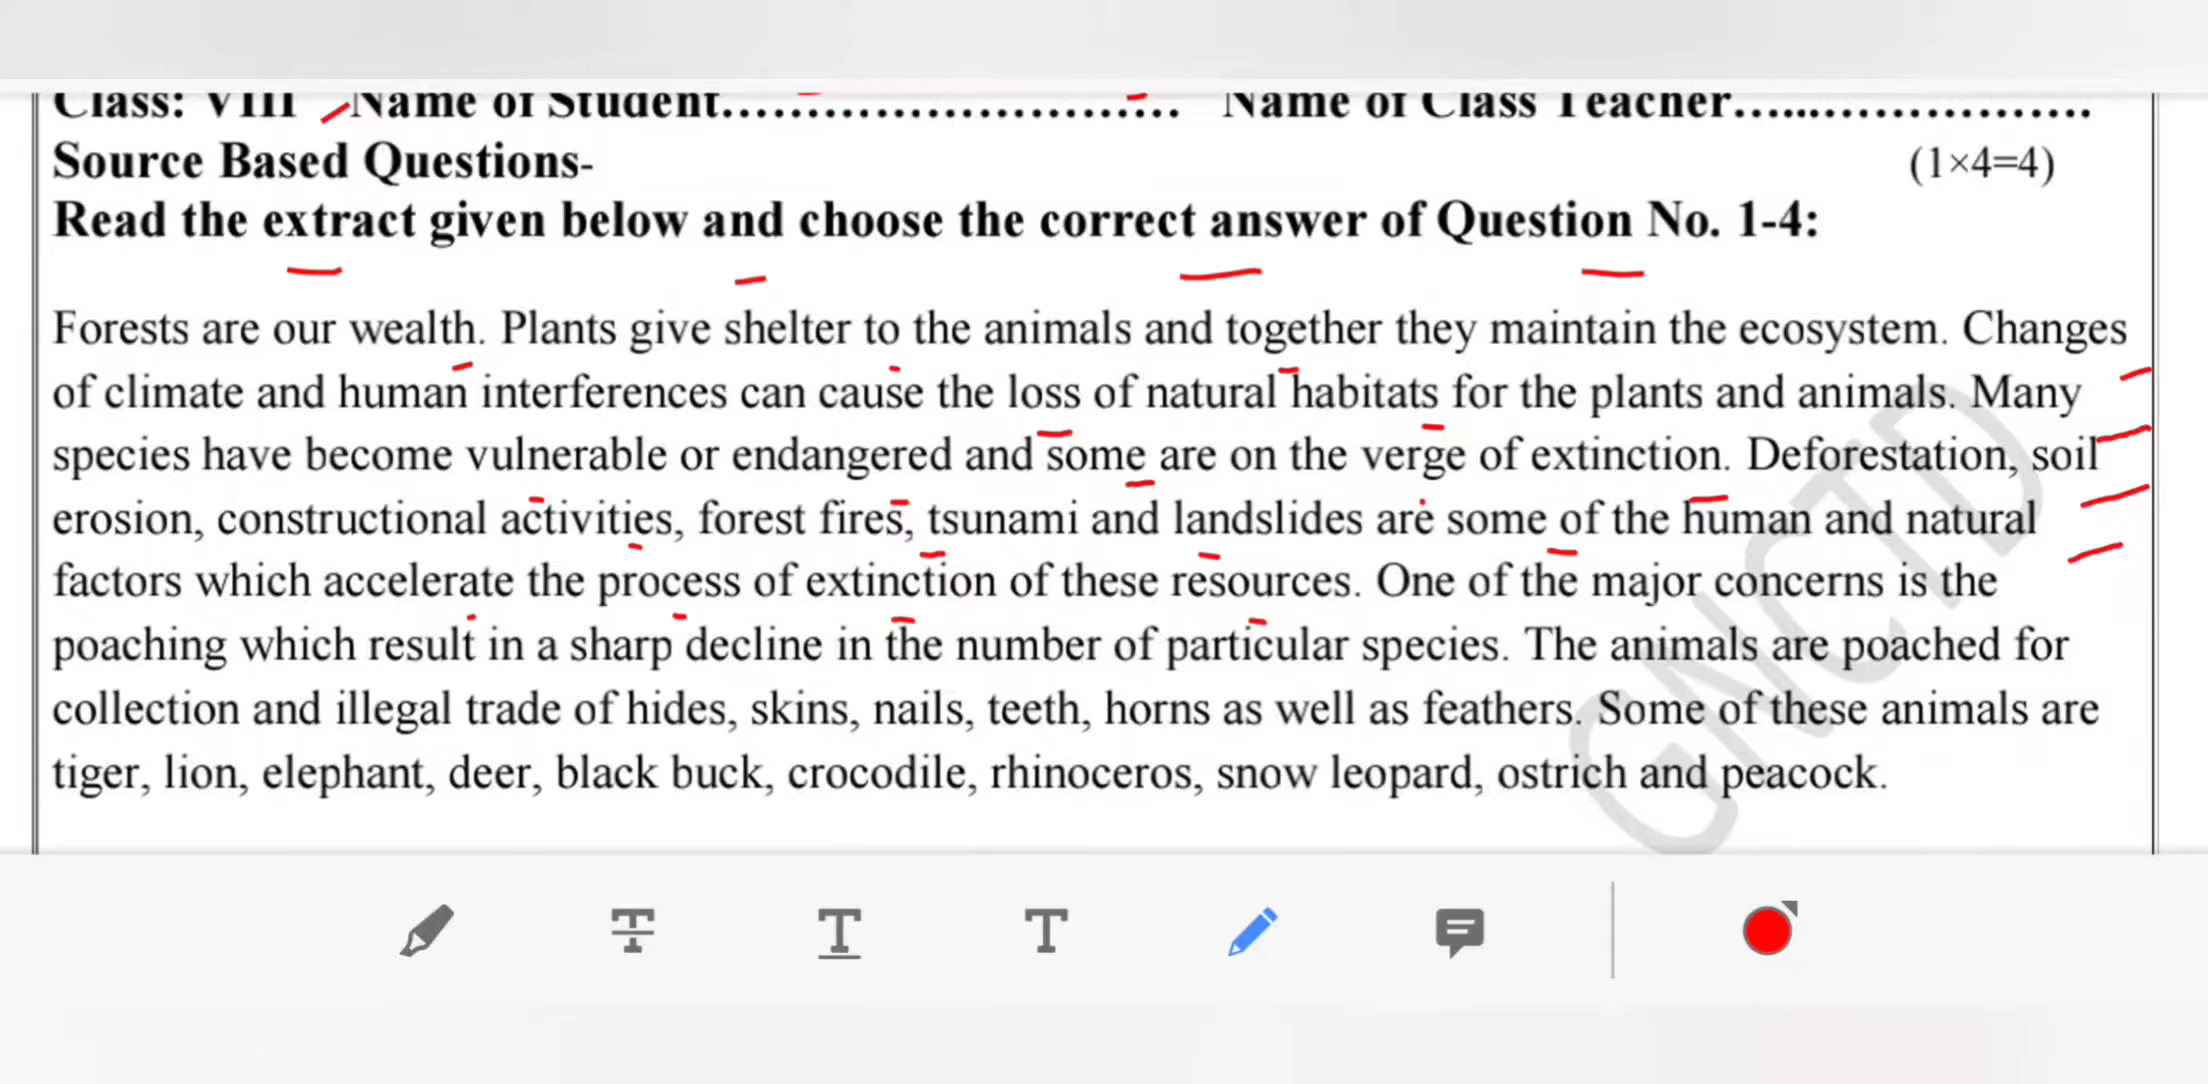 Class: VIII Name of Student............................ Name of Class Teacher......................
Source Based Questions- (1×4=4)
Read the extract given below and choose the correct answer of Question No. 1-4:
Forests are our wealth. Plants give shelter to the animals and together they maintain the ecosystem. Changes
of climate and human interferences can cause the loss of natural habitats for the plants and animals. Many
species have become vulnerable or endangered and some are on the verge of extinction. Deforestation, soil
erosion, constructional activities, forest fires, tsunami and landslides are some of the human and natural
factors which accelerate the process of extinction of these resources. One of the major concerns is the
poaching which result in a sharp decline in the number of particular species. The animals are poached for
collection and illegal trade of hides, skins, nails, teeth, horns as well as feathers. Some of these animals are
tiger, lion, elephant, deer, black buck, crocodile, rhinoceros, snow leopard, ostrich and peacock.
GNCTD